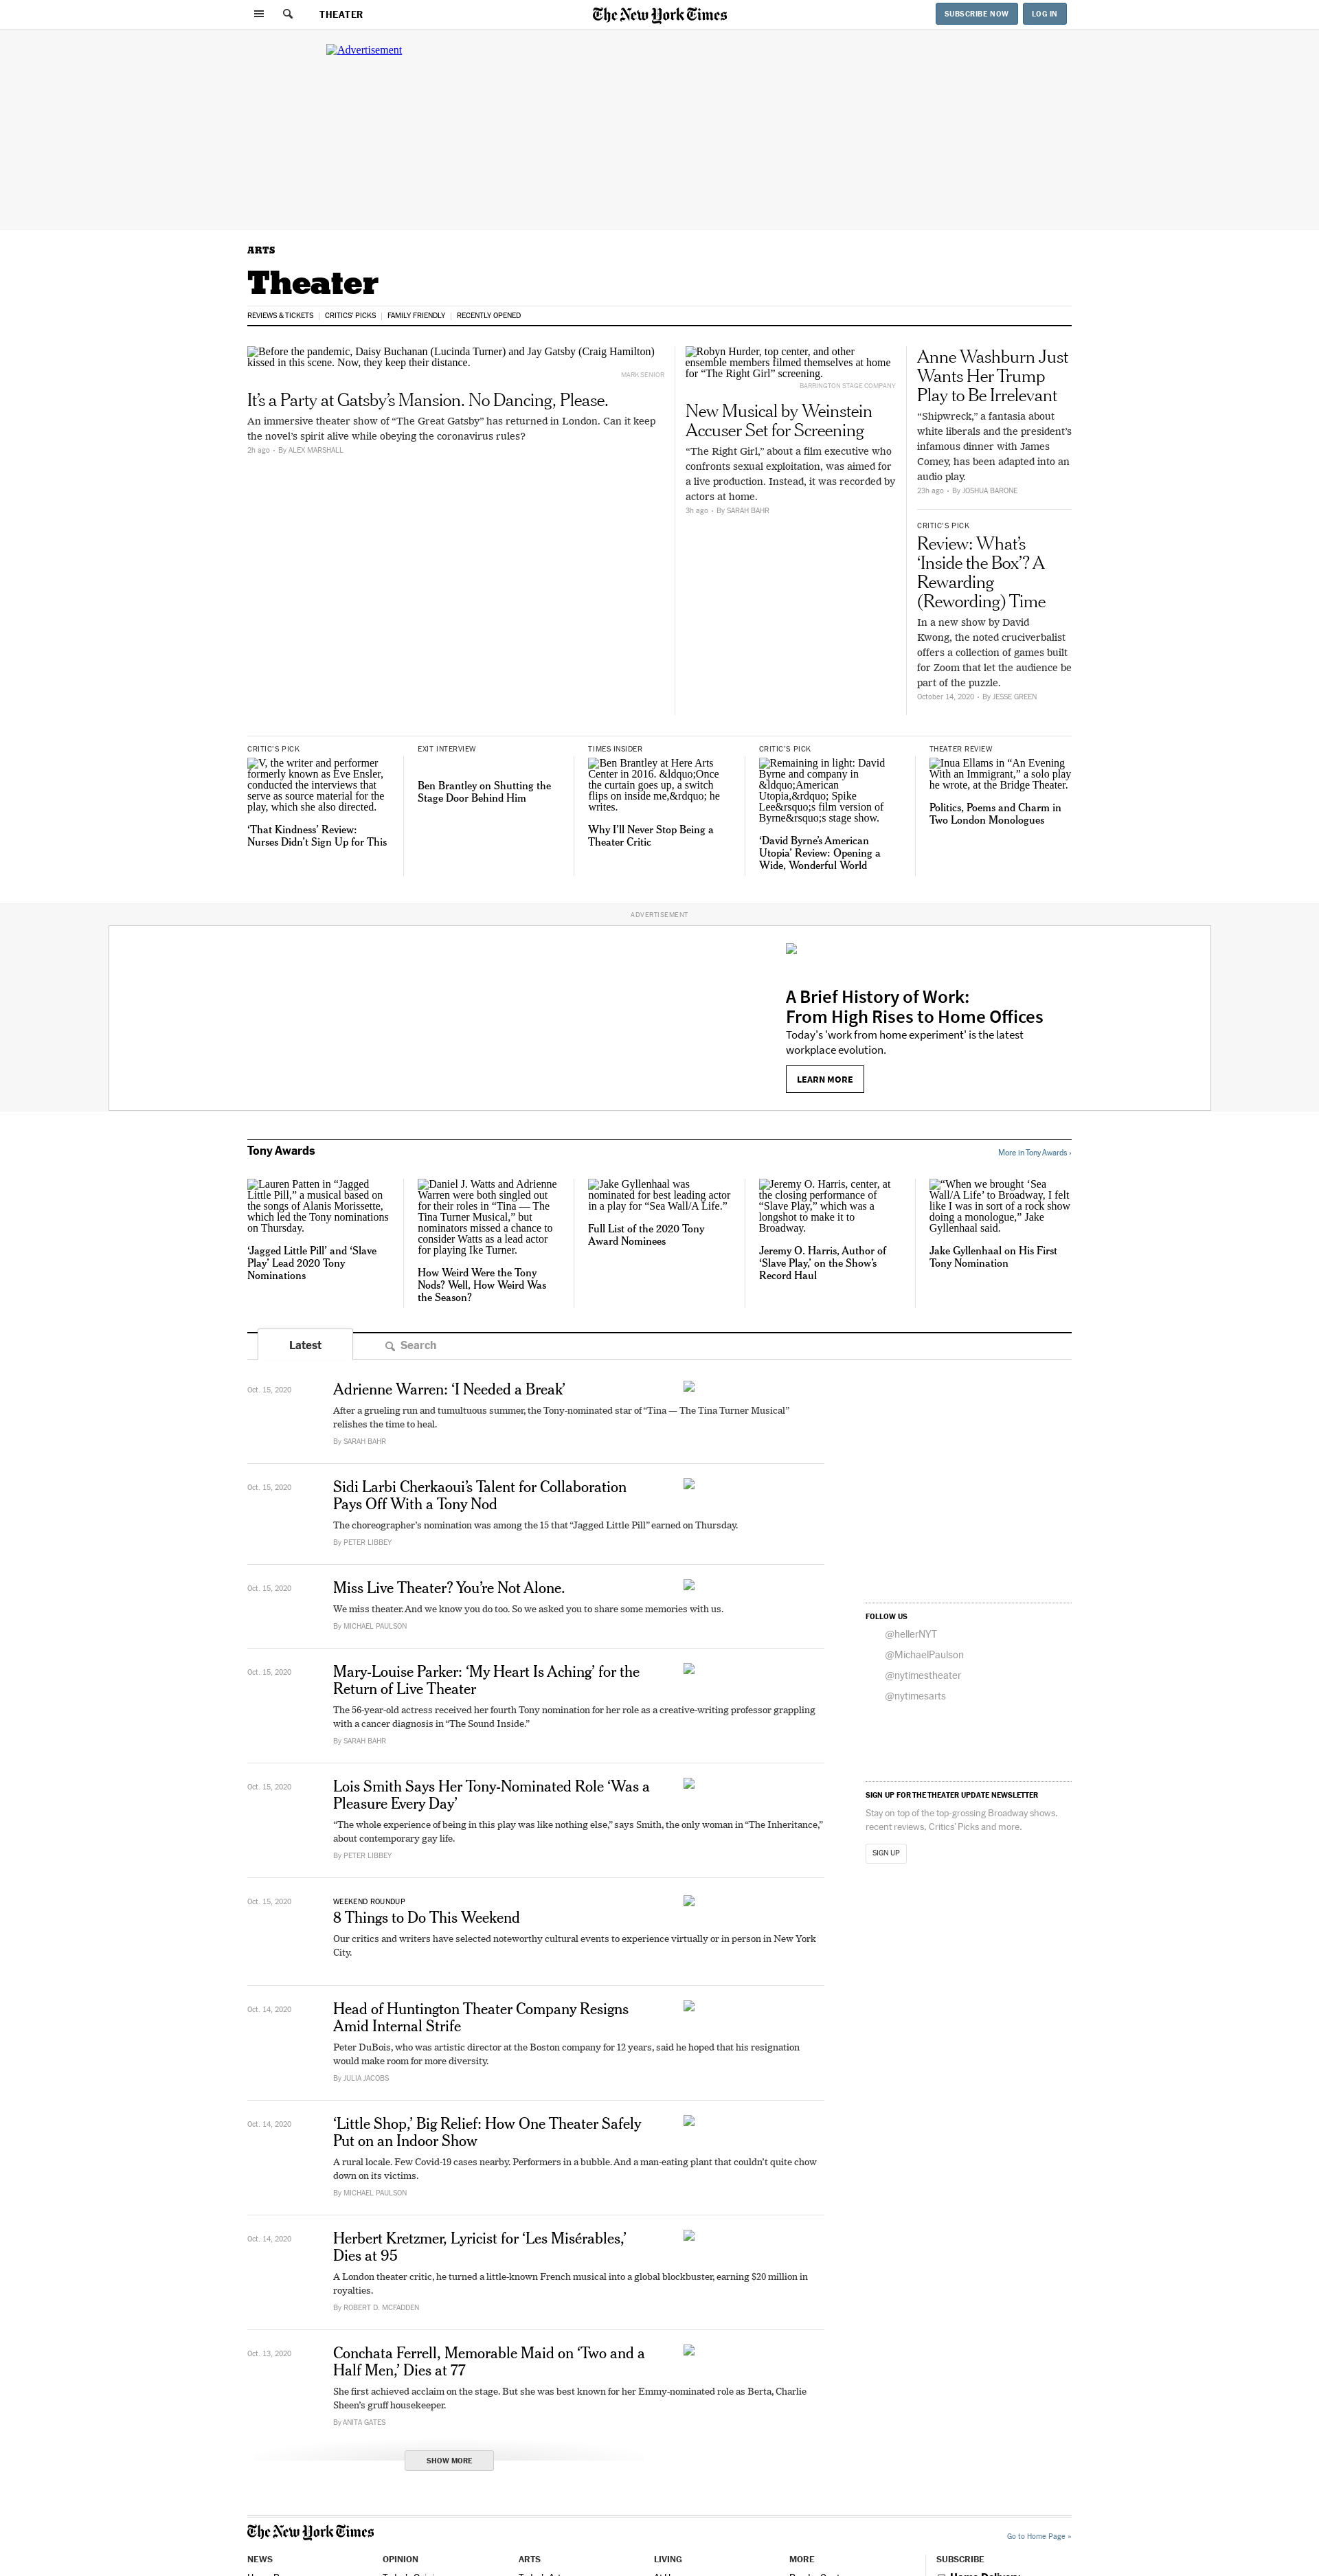 THEATER
The New York Times
SUBSCRIBE NOW
LOG IN
Advertisement
ARTS
Theater
REVIEWS & TICKETS
CRITICS' PICKS
FAMILY FRIENDLY
RECENTLY OPENED
Before the pandemic, Daisy Buchanan (Lucinda Turner) and Jay Gatsby (Craig Hamilton)
kissed in this scene. Now, they keep their distance.
MARK SENIOR
It’s a Party at Gatsby’s Mansion. No Dancing, Please.
An immersive theater show of “The Great Gatsby” has returned in London. Can it keep
the novel’s spirit alive while obeying the coronavirus rules?
2h ago • By ALEX MARSHALL
Robyn Hurder, top center, and other
ensemble members filmed themselves at home
for “The Right Girl” screening.
BARRINGTON STAGE COMPANY
New Musical by Weinstein
Accuser Set for Screening
“The Right Girl,” about a film executive who
confronts sexual exploitation, was aimed for
a live production. Instead, it was recorded by
actors at home.
3h ago • By SARAH BAHR
Anne Washburn Just
Wants Her Trump
Play to Be Irrelevant
“Shipwreck,” a fantasia about
white liberals and the president’s
infamous dinner with James
Comey, has been adapted into an
audio play.
23h ago • By JOSHUA BARONE
CRITIC’S PICK
Review: What’s
‘Inside the Box’? A
Rewarding
(Rewording) Time
In a new show by David
Kwong, the noted cruciverbalist
offers a collection of games built
for Zoom that let the audience be
part of the puzzle.
October 14, 2020 • By JESSE GREEN
CRITIC’S PICK
V, the writer and performer
formerly known as Eve Ensler,
conducted the interviews that
serve as source material for the
play, which she also directed.
‘That Kindness’ Review:
Nurses Didn’t Sign Up for This
EXIT INTERVIEW
Ben Brantley on Shutting the
Stage Door Behind Him
TIMES INSIDER
Ben Brantley at Here Arts
Center in 2016. &ldquo;Once
the curtain goes up, a switch
flips on inside me,&rdquo; he
writes.
Why I’ll Never Stop Being a
Theater Critic
CRITIC’S PICK
Remaining in light: David
Byrne and company in
&ldquo;American
Utopia,&rdquo; Spike
Lee&rsquo;s film version of
Byrne&rsquo;s stage show.
‘David Byrne’s American
Utopia’ Review: Opening a
Wide, Wonderful World
THEATER REVIEW
Inua Ellams in “An Evening
With an Immigrant,” a solo play
he wrote, at the Bridge Theater.
Politics, Poems and Charm in
Two London Monologues
ADVERTISEMENT
A Brief History of Work:
From High Rises to Home Offices
Today's 'work from home experiment' is the latest
workplace evolution.
LEARN MORE
Tony Awards
More in Tony Awards ›
Lauren Patten in “Jagged
Little Pill,” a musical based on
the songs of Alanis Morissette,
which led the Tony nominations
on Thursday.
‘Jagged Little Pill’ and ‘Slave
Play’ Lead 2020 Tony
Nominations
Daniel J. Watts and Adrienne
Warren were both singled out
for their roles in “Tina — The
Tina Turner Musical,” but
nominators missed a chance to
consider Watts as a lead actor
for playing Ike Turner.
How Weird Were the Tony
Nods? Well, How Weird Was
the Season?
Jake Gyllenhaal was
nominated for best leading actor
in a play for “Sea Wall/A Life.”
Full List of the 2020 Tony
Award Nominees
Jeremy O. Harris, center, at
the closing performance of
“Slave Play,” which was a
longshot to make it to
Broadway.
Jeremy O. Harris, Author of
‘Slave Play,’ on the Show’s
Record Haul
“When we brought ‘Sea
Wall/A Life’ to Broadway, I felt
like I was in sort of a rock show
doing a monologue,” Jake
Gyllenhaal said.
Jake Gyllenhaal on His First
Tony Nomination
Latest
Search
Oct. 15, 2020
Adrienne Warren: ‘I Needed a Break’
After a grueling run and tumultuous summer, the Tony-nominated star of “Tina — The Tina Turner Musical”
relishes the time to heal.
By SARAH BAHR
Oct. 15, 2020
Sidi Larbi Cherkaoui’s Talent for Collaboration
Pays Off With a Tony Nod
The choreographer’s nomination was among the 15 that “Jagged Little Pill” earned on Thursday.
By PETER LIBBEY
Oct. 15, 2020
Miss Live Theater? You’re Not Alone.
We miss theater. And we know you do too. So we asked you to share some memories with us.
By MICHAEL PAULSON
Oct. 15, 2020
Mary-Louise Parker: ‘My Heart Is Aching’ for the
Return of Live Theater
The 56-year-old actress received her fourth Tony nomination for her role as a creative-writing professor grappling
with a cancer diagnosis in “The Sound Inside.”
By SARAH BAHR
Oct. 15, 2020
Lois Smith Says Her Tony-Nominated Role ‘Was a
Pleasure Every Day’
“The whole experience of being in this play was like nothing else,” says Smith, the only woman in “The Inheritance,”
about contemporary gay life.
By PETER LIBBEY
Oct. 15, 2020
WEEKEND ROUNDUP
8 Things to Do This Weekend
Our critics and writers have selected noteworthy cultural events to experience virtually or in person in New York
City.
Oct. 14, 2020
Head of Huntington Theater Company Resigns
Amid Internal Strife
Peter DuBois, who was artistic director at the Boston company for 12 years, said he hoped that his resignation
would make room for more diversity.
By JULIA JACOBS
Oct. 14, 2020
‘Little Shop,’ Big Relief: How One Theater Safely
Put on an Indoor Show
A rural locale. Few Covid-19 cases nearby. Performers in a bubble. And a man-eating plant that couldn’t quite chow
down on its victims.
By MICHAEL PAULSON
Oct. 14, 2020
Herbert Kretzmer, Lyricist for ‘Les Misérables,’
Dies at 95
A London theater critic, he turned a little-known French musical into a global blockbuster, earning $20 million in
royalties.
By ROBERT D. MCFADDEN
Oct. 13, 2020
Conchata Ferrell, Memorable Maid on ‘Two and a
Half Men,’ Dies at 77
She first achieved acclaim on the stage. But she was best known for her Emmy-nominated role as Berta, Charlie
Sheen’s gruff housekeeper.
By ANITA GATES
SHOW MORE
FOLLOW US
@hellerNYT
@MichaelPaulson
@nytimestheater
@nytimesarts
SIGN UP FOR THE THEATER UPDATE NEWSLETTER
Stay on top of the top-grossing Broadway shows,
recent reviews, Critics’ Picks and more.
SIGN UP
The New York Times
Go to Home Page »
NEWS
OPINION
ARTS
LIVING
MORE
SUBSCRIBE